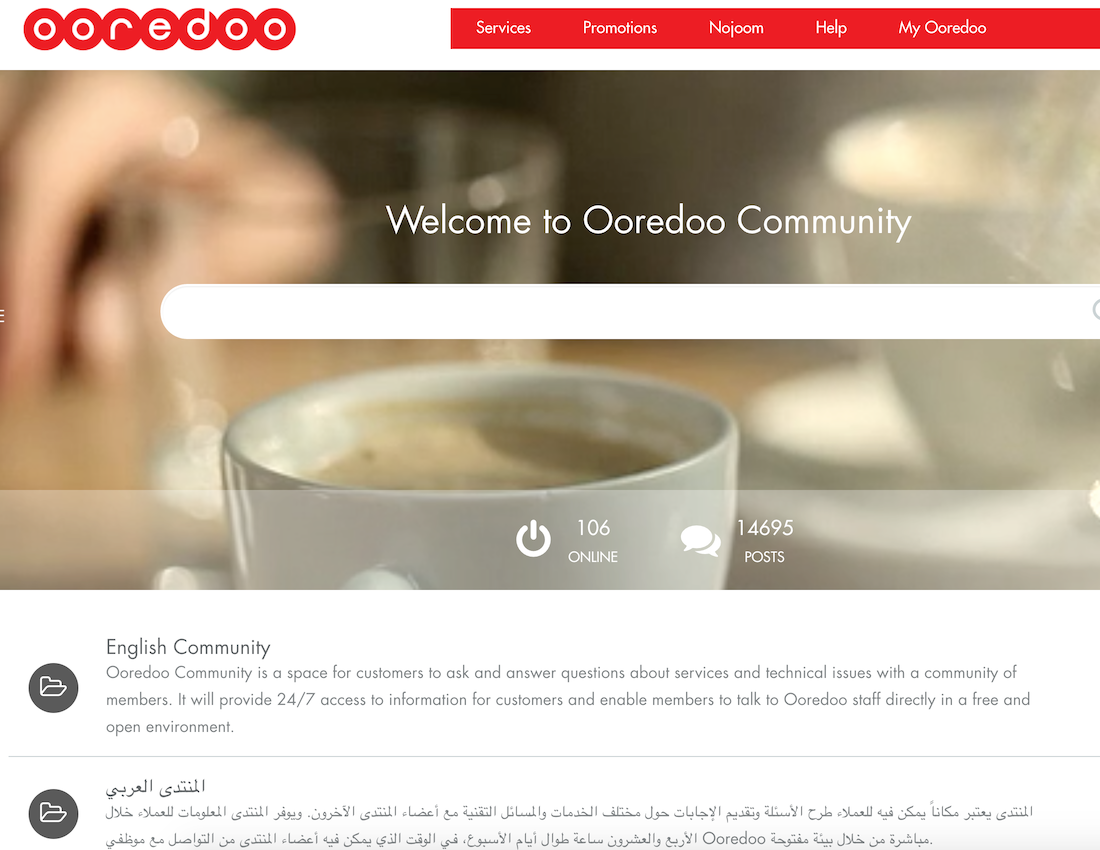 ooredoo
Services Promotions Nojoom Help My Ooredoo
Welcome to Ooredoo Community
106
ONLINE
14695
POSTS
English Community
Ooredoo Community is a space for customers to ask and answer questions about services and technical issues with a community of
members. It will provide 24/7 access to information for customers and enable members to talk to Ooredoo staff directly in a free and
open environment.
المنتدى العربي
المنتدى يعتبر مكاناً يمكن فيه للعملاء طرح الأسئلة وتقديم الإجابات حول مختلف الخدمات والمسائل التقنية مع أعضاء المنتدى الآخرون. ويوفر المنتدى المعلومات للعملاء خلال
الأربع والعشرون ساعة طوال أيام الأسبوع، في الوقت الذي يمكن فيه أعضاء المنتدى من التواصل مع موظفي Ooredoo مباشرة من خلال بيئة مفتوحة.